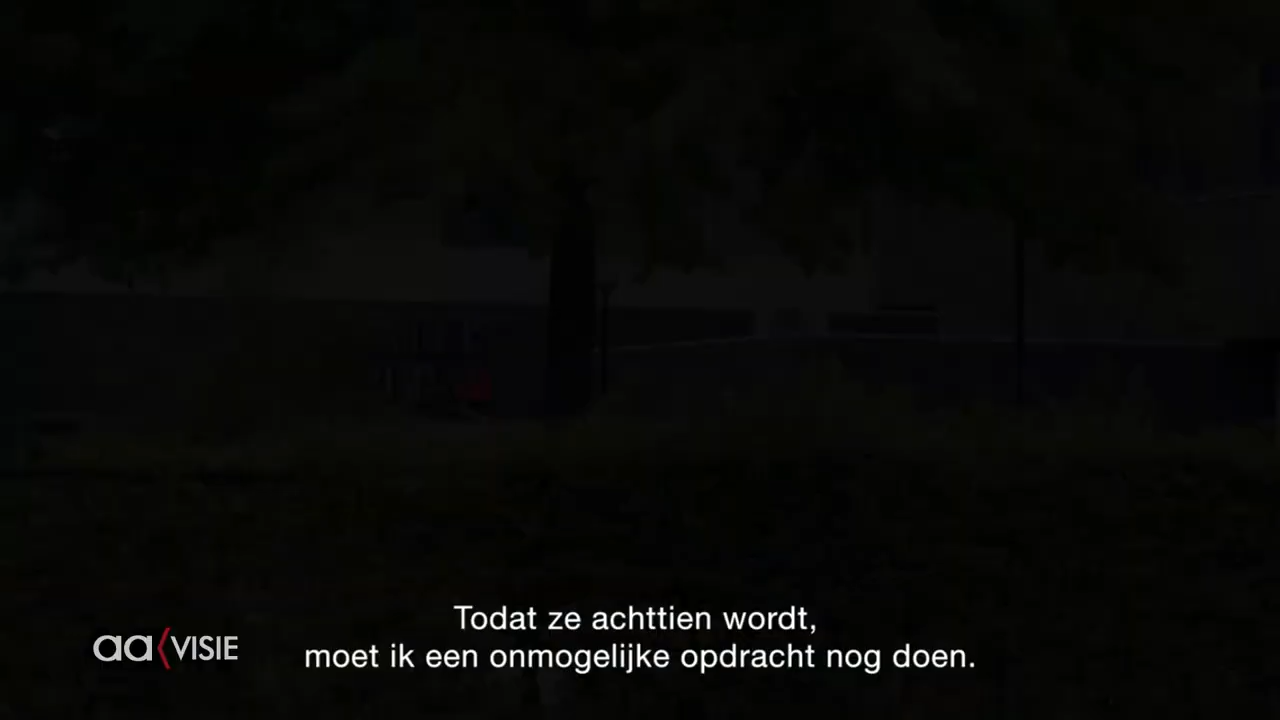 Todat ze achttien wordt,
moet ik een onmogelijke opdracht nog doen.
aa VISIE